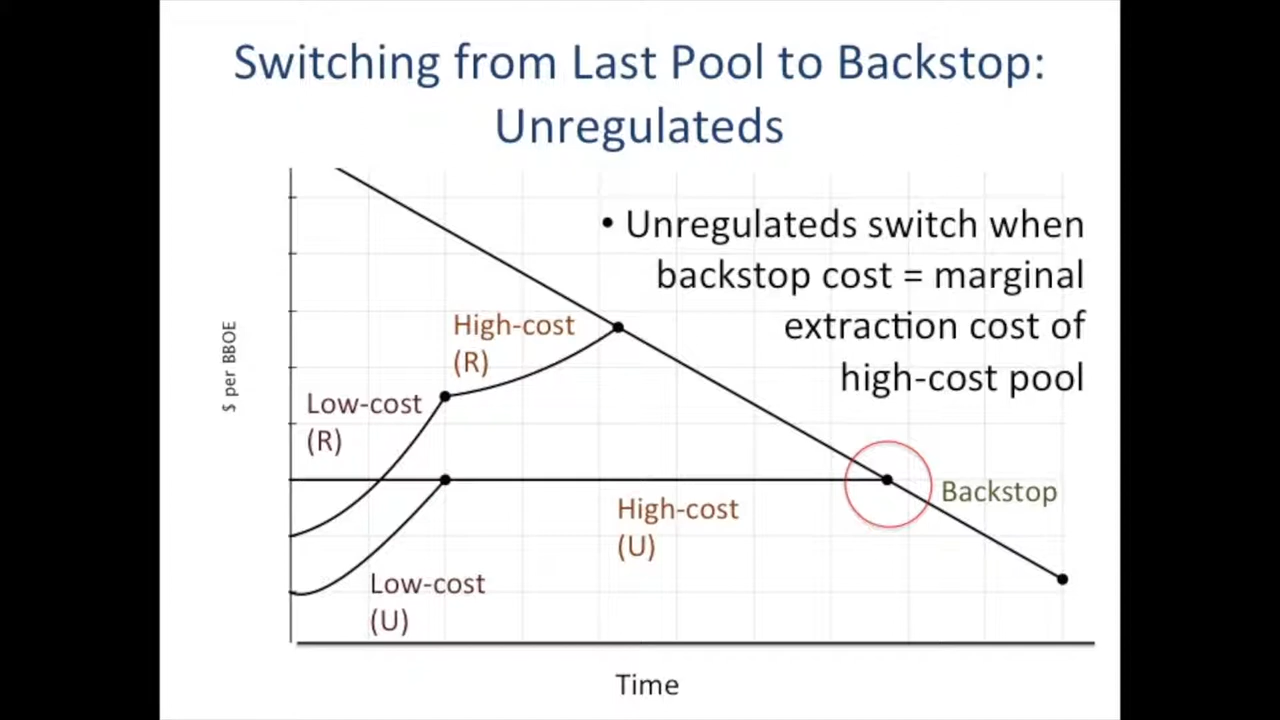 Switching from Last Pool to Backstop:
Unregulateds
• Unregulateds switch when
backstop cost = marginal
extraction cost of
high-cost pool
High-cost
(R)
Low-cost
(R)
$ per BBOE
Backstop
High-cost
(U)
Low-cost
(U)
Time